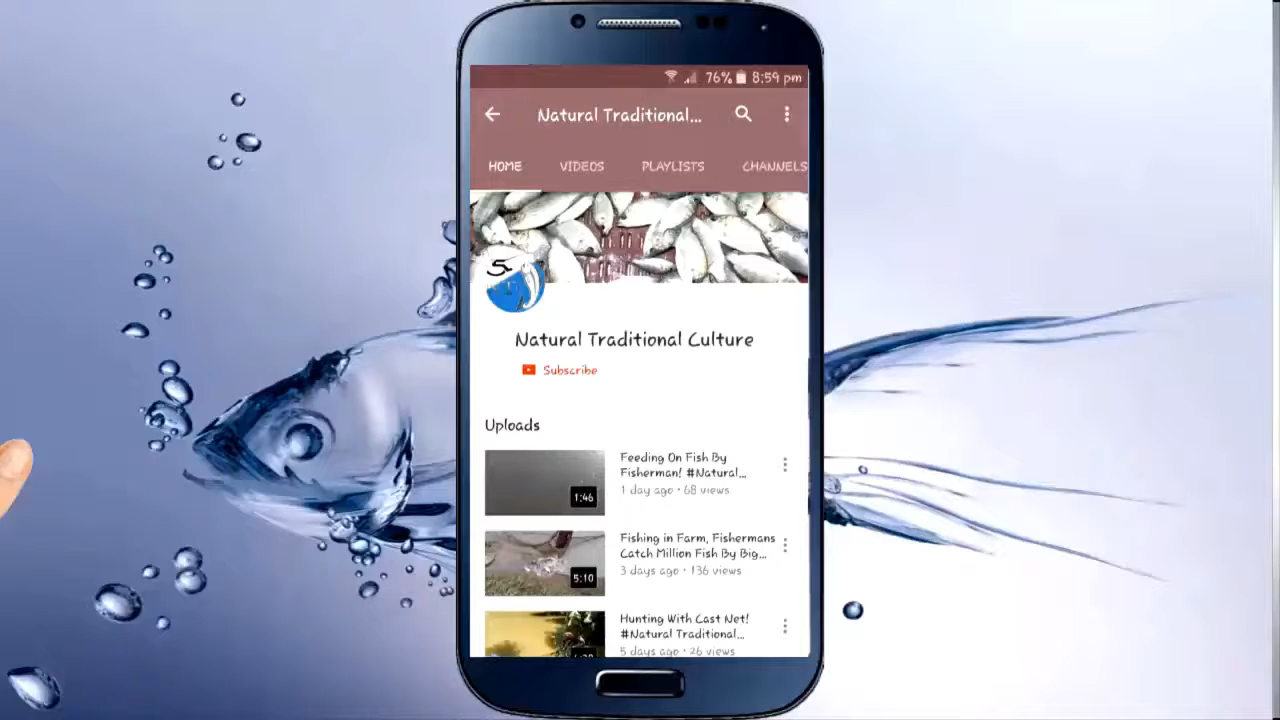 76% 8:59 pm
Natural Traditional...
HOME VIDEOS PLAYLISTS CHANNELS
Natural Traditional Culture
Subscribe
Uploads
Feeding On Fish By
Fisherman! #Natural...
1 day ago • 68 views
1:46
Fishing in Farm, Fishermans
Catch Million Fish By Big...
3 days ago • 136 views
5:10
Hunting With Cast Net!
#Natural Traditional...
5 days ago • 26 views